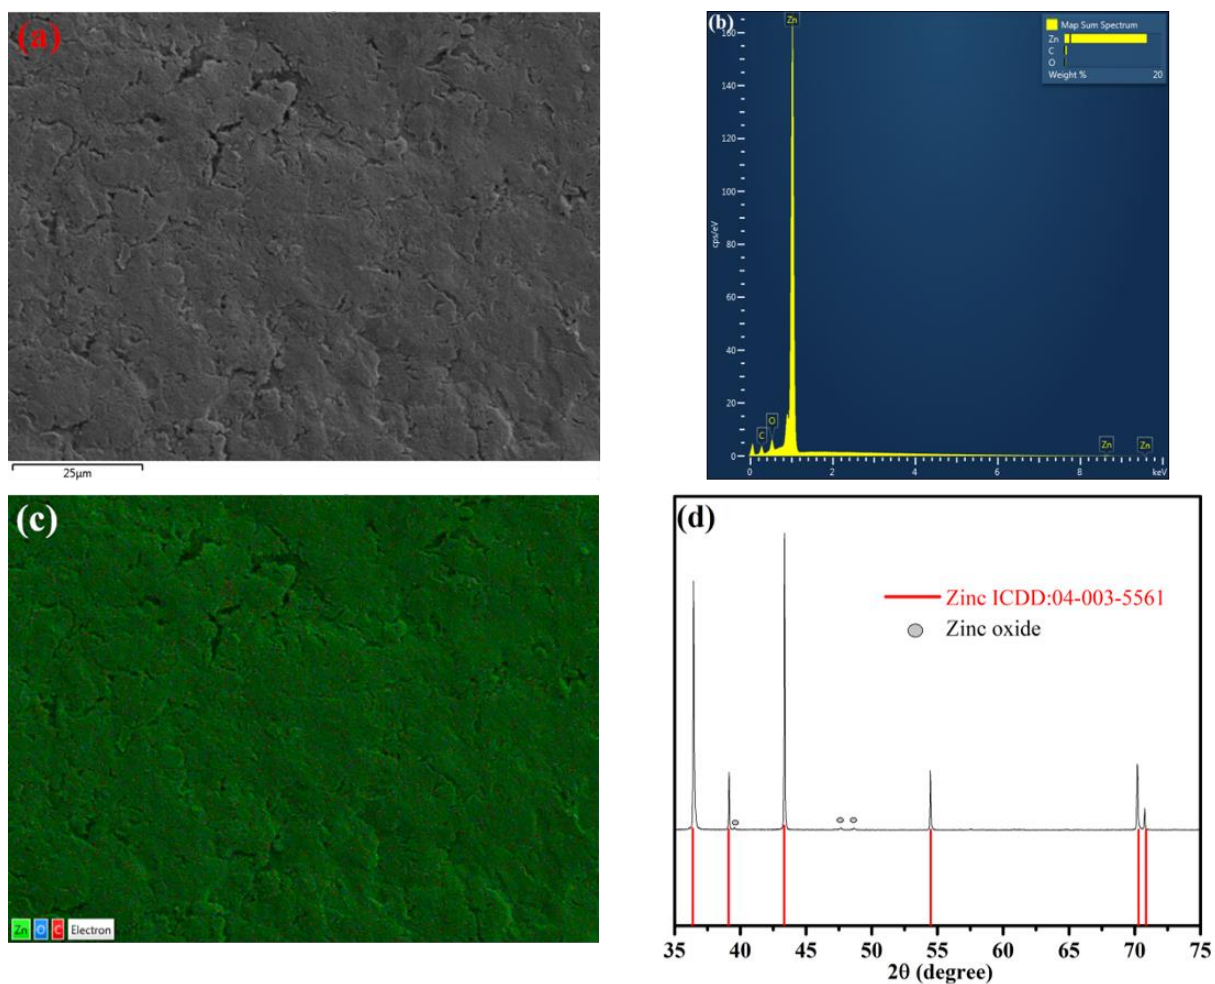 (a)
25µm
(b)
Zn
Map Sum Spectrum
Zn
C
O
Weight % 20
160
140
120
100
80
60
40
20
0
cps/eV
C
O
Zn
Zn
0 2 4 6 8 keV
(c)
Zn O C Electron
(d)
Zinc ICDD:04-003-5561
Zinc oxide
35 40 45 50 55 60 65 70 75
2θ (degree)